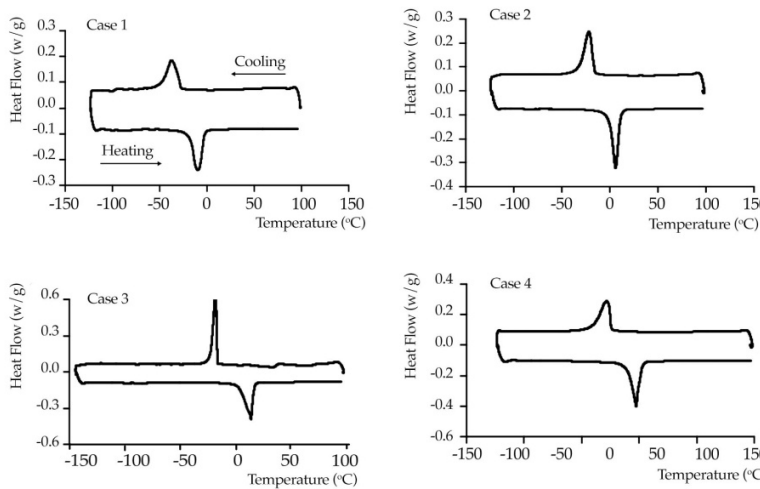 Case 1
Heat Flow (w/g)
0.3
0.2
0.1
0.0
-0.1
-0.2
-0.3
Cooling
Heating
-150 -100 -50 0 50 100 150
Temperature (°C)
Case 2
Heat Flow (w/g)
0.3
0.2
0.1
0.0
-0.1
-0.2
-0.3
-0.4
-150 -100 -50 0 50 100 150
Temperature (°C)
Case 3
Heat Flow (w/g)
0.6
0.3
0.0
-0.3
-0.6
-150 -100 -50 0 50 100
Temperature (°C)
Case 4
Heat Flow (w/g)
0.4
0.2
0.0
-0.2
-0.4
-0.6
-150 -100 -50 0 50 100 150
Temperature (°C)